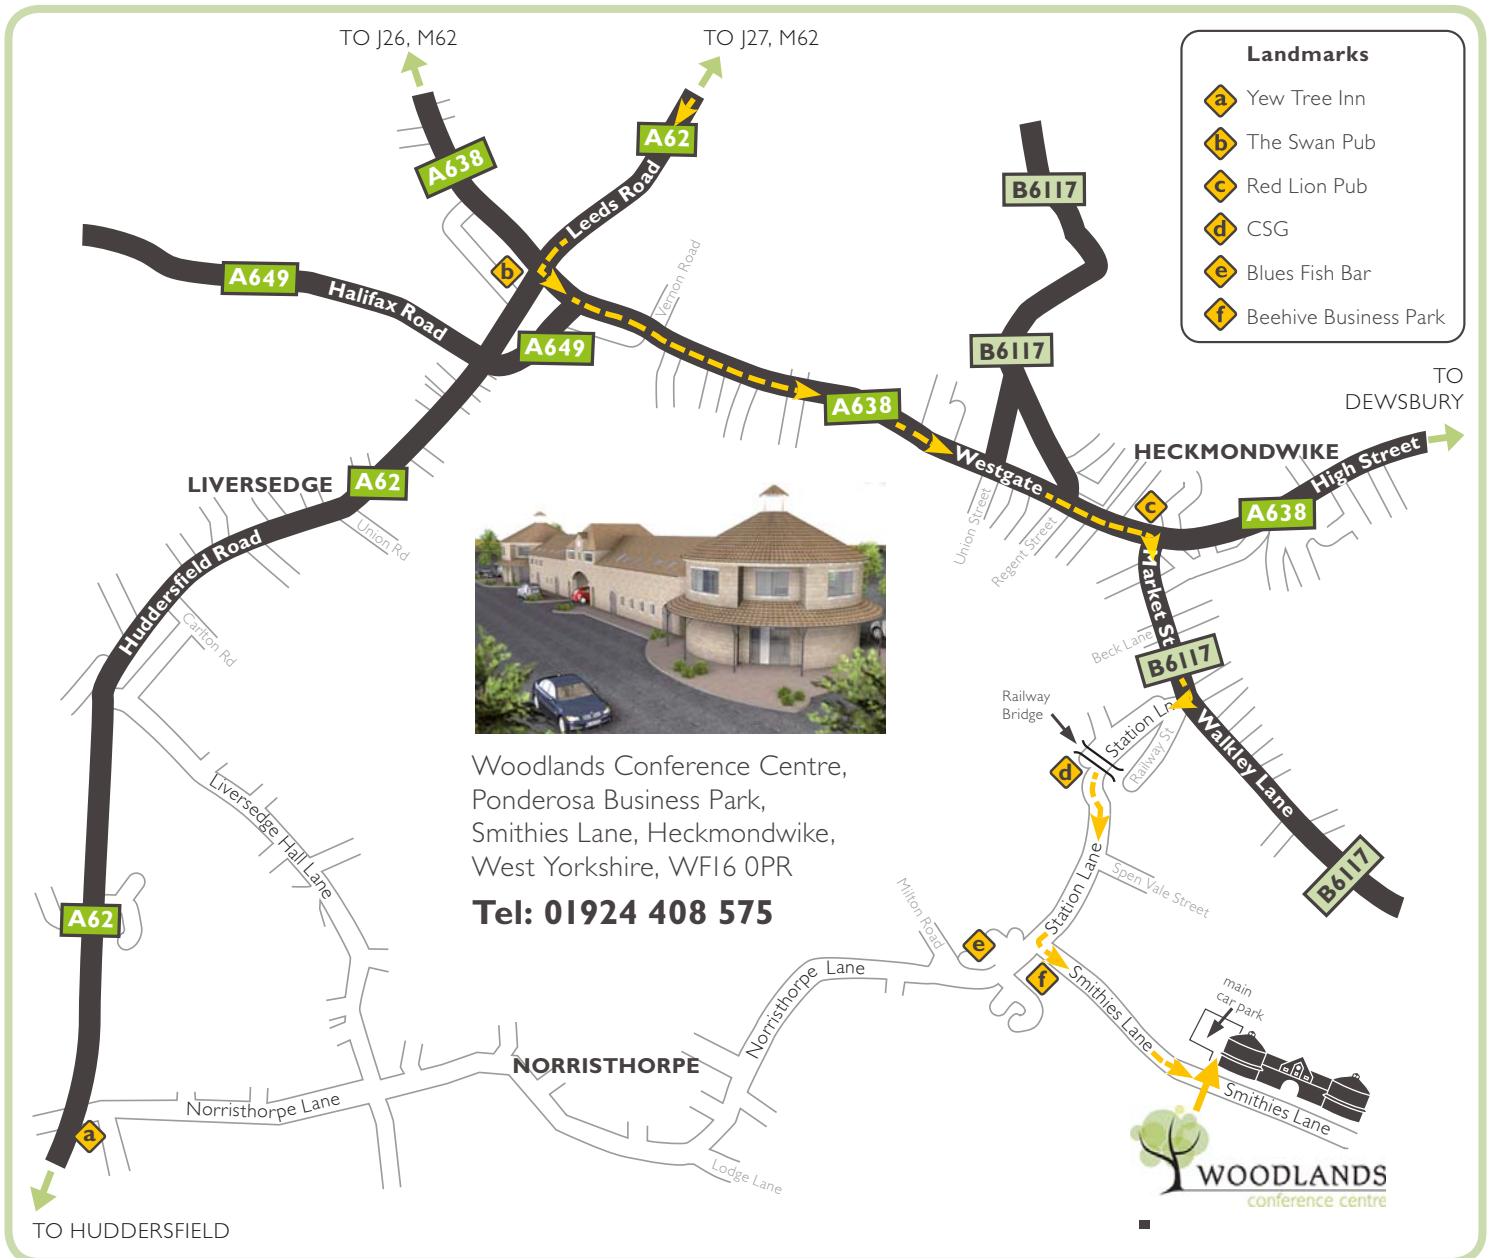 TO J26, M62
TO J27, M62
Landmarks
a Yew Tree Inn
b The Swan Pub
c Red Lion Pub
d CSG
e Blues Fish Bar
f Beehive Business Park
A638
A62
Leeds Road
B6117
b
Vernon Road
A649
Halifax Road
A649
B6117
A638
TO
DEWSBURY
HECKMONDWIKE
High Street
Westgate
LIVERSEDGE
A62
c
A638
Union Street
Regent Street
Union Rd
Huddersfield Road
Market St
Carlton Rd
Beck Lane
B6117
Railway
Bridge
Station Ln
Railway St
Walkley Lane
d
Woodlands Conference Centre,
Ponderosa Business Park,
Smithies Lane, Heckmondwike,
West Yorkshire, WF16 0PR
Tel: 01924 408 575
Liversedge Hall Lane
B6117
Station Lane
Spen Vale Street
A62
Milton Road
Station Lane
e
f
Norristhorpe Lane
Norristhorpe Lane
Smithies Lane
main
car park
NORRISTHORPE
Norristhorpe Lane
Smithies Lane
a
Lodge Lane
WOODLANDS
conference centre
TO HUDDERSFIELD